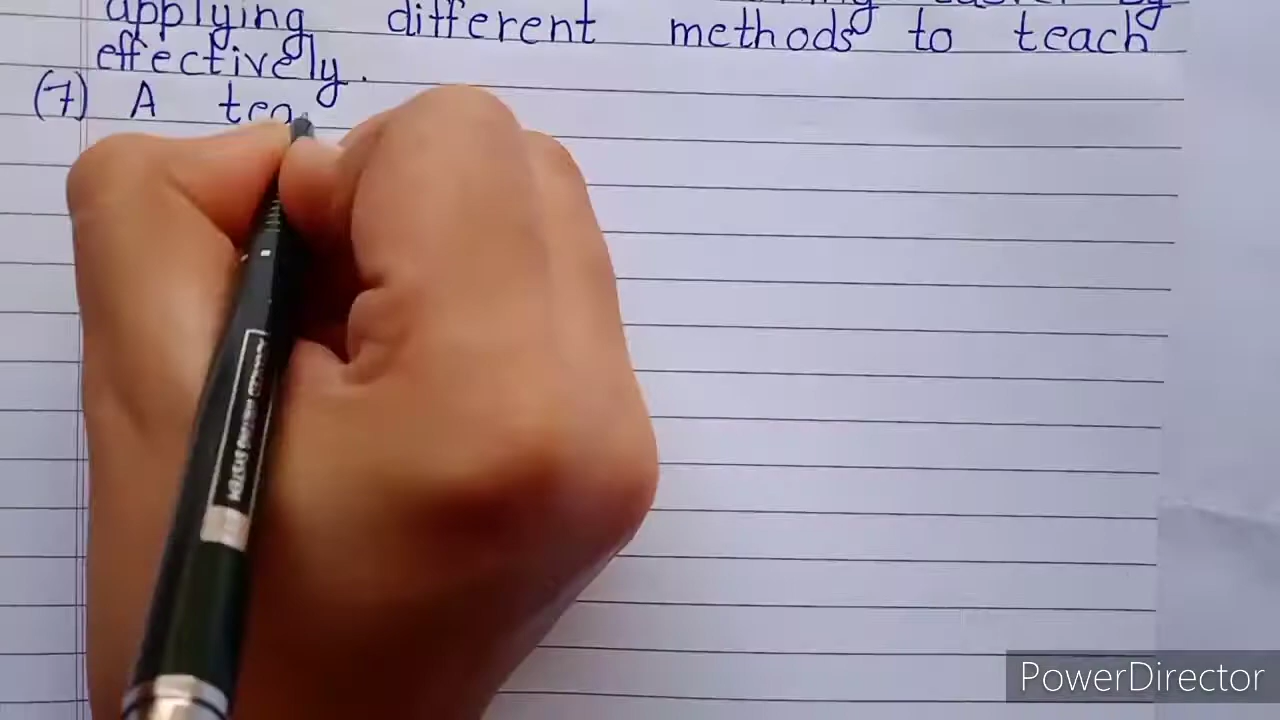 applying different methods to teach
effectively.
(7) A tea
PowerDirector